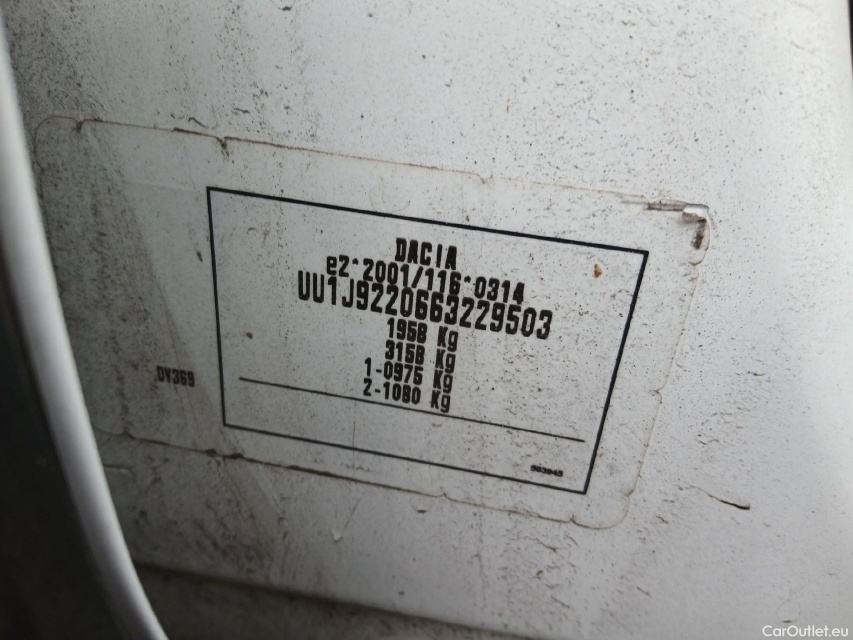 DACIA
e2*2001/116*0314
UU1J9220663229503
1958 Kg
3158 Kg
1-0975 Kg
2-1080 Kg
DV369
CarOutlet.eu